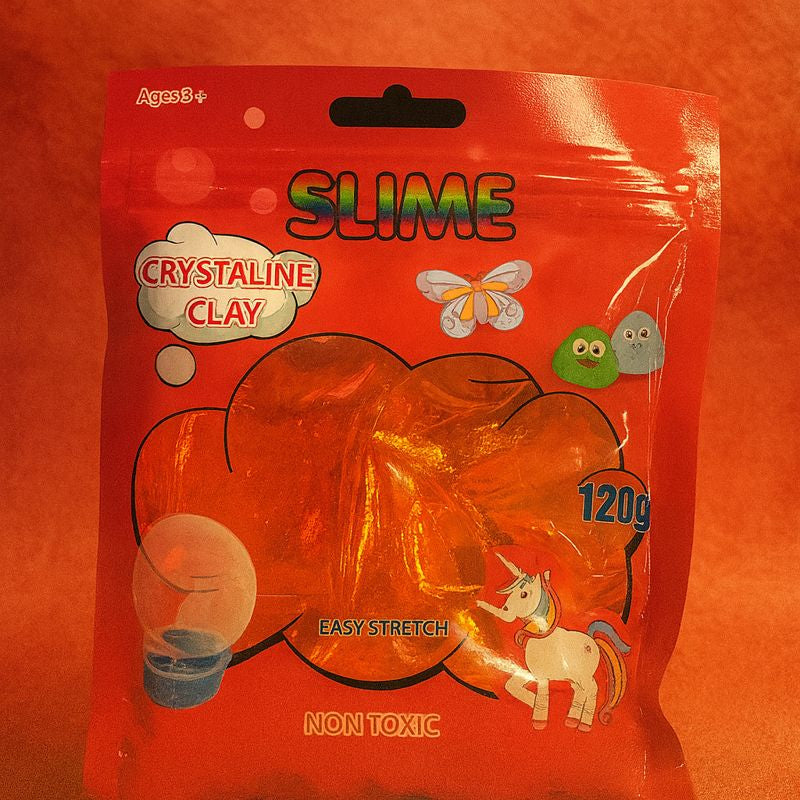 Ages 3+
SLIME
CRYSTALINE
CLAY
120g
EASY STRETCH
NON TOXIC